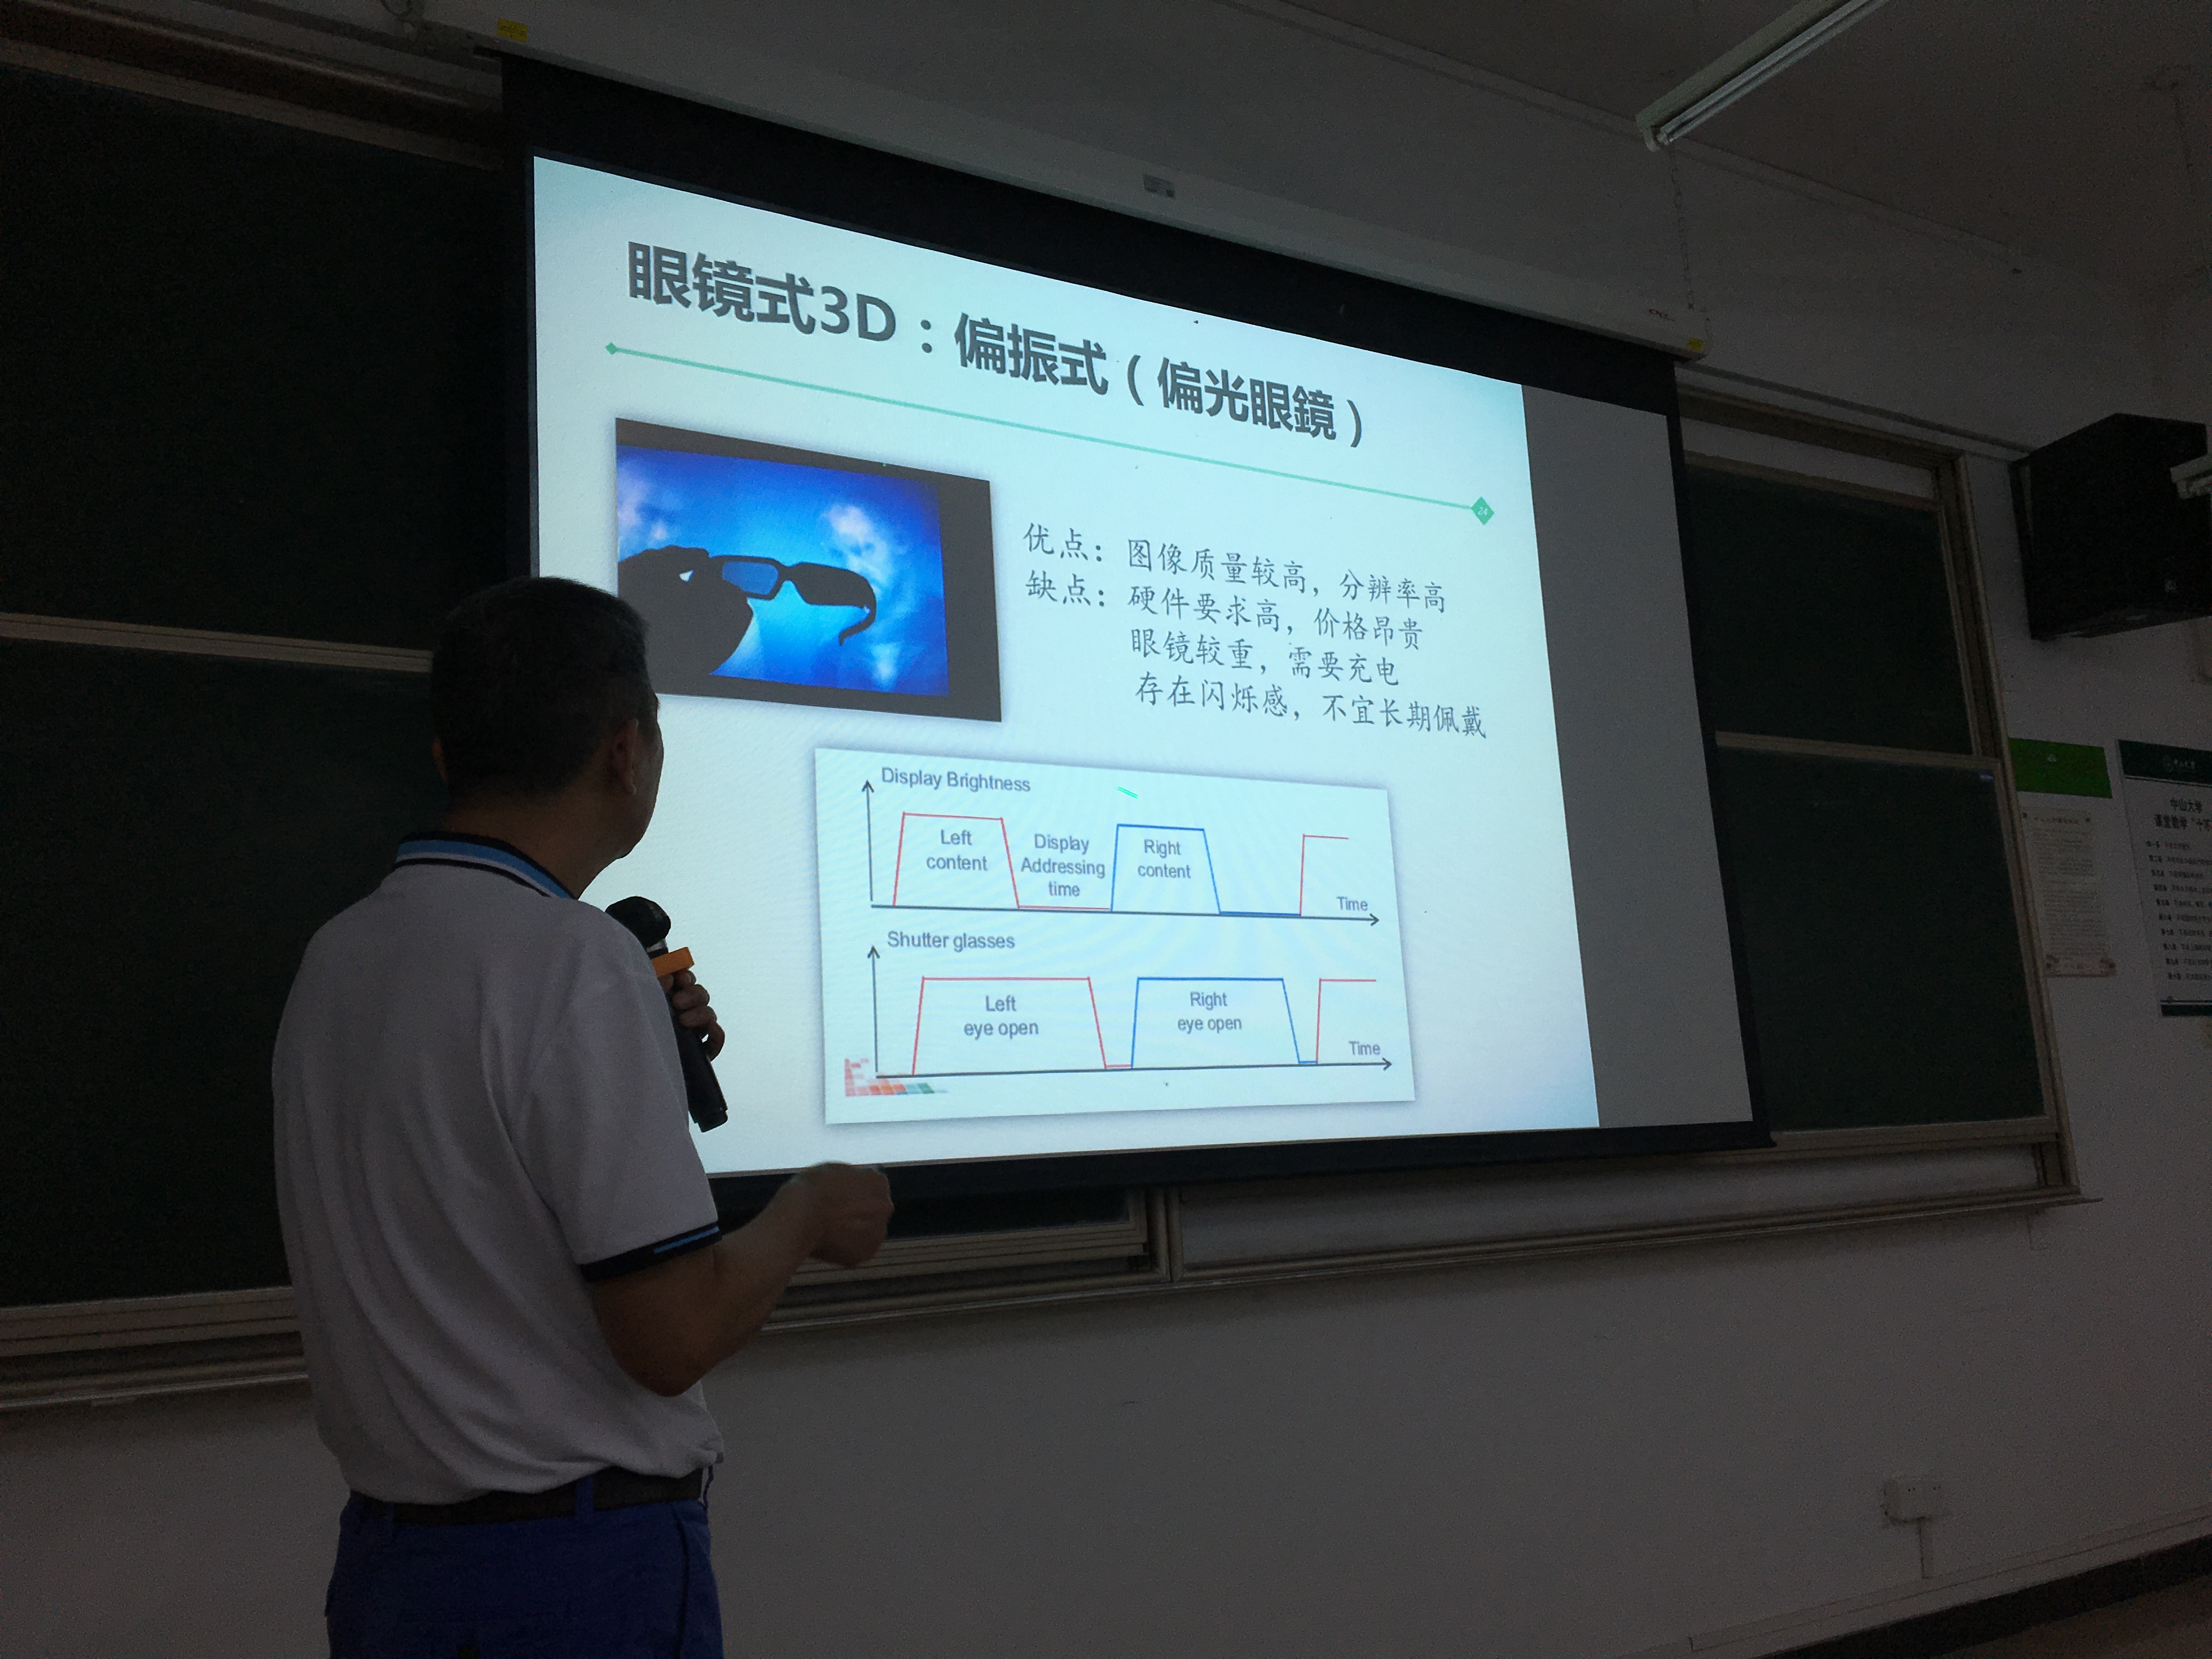 眼镜式3D：偏振式（偏光眼鏡）
24
优点：图像质量较高，分辨率高
缺点：硬件要求高，价格昂贵
眼镜较重，需要充电
存在闪烁感，不宜长期佩戴
Display Brightness
Left
content
Display
Addressing
time
Right
content
Time
Shutter glasses
Left
eye open
Right
eye open
Time
中山大学
课堂教学“十不